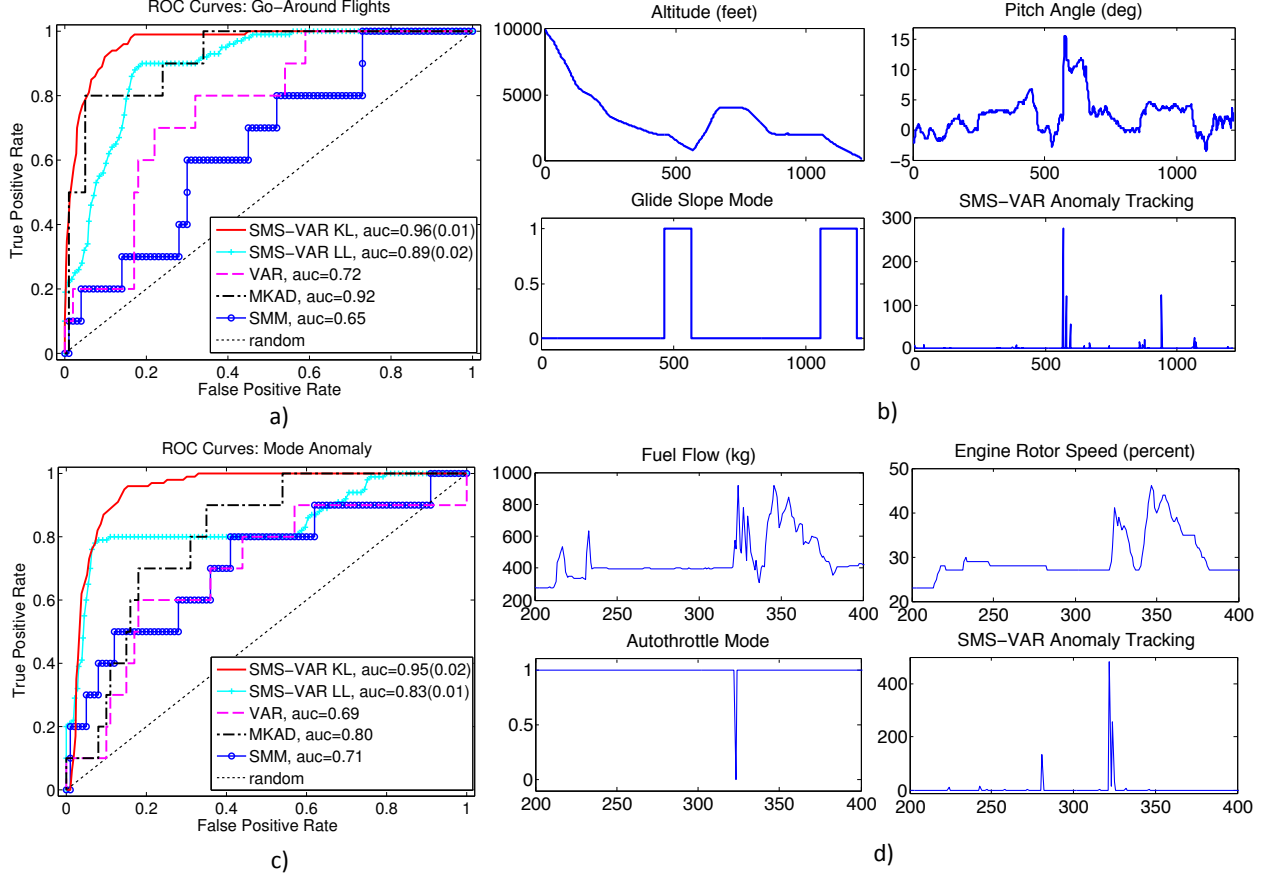 ROC Curves: Go-Around Flights
1
0.8
0.6
0.4
0.2
0
0 0.2 0.4 0.6 0.8 1
True Positive Rate
False Positive Rate
SMS-VAR KL, auc=0.96(0.01)
SMS-VAR LL, auc=0.89(0.02)
VAR, auc=0.72
MKAD, auc=0.92
SMM, auc=0.65
random
a)
Altitude (feet)
10000
5000
0
0 500 1000
Pitch Angle (deg)
15
10
5
0
−5
500 1000
Glide Slope Mode
1
0.5
0
0 500 1000
SMS-VAR Anomaly Tracking
300
200
100
0
500 1000
b)
ROC Curves: Mode Anomaly
1
0.8
0.6
0.4
0.2
0
0 0.2 0.4 0.6 0.8 1
True Positive Rate
False Positive Rate
SMS-VAR KL, auc=0.95(0.02)
SMS-VAR LL, auc=0.83(0.01)
VAR, auc=0.69
MKAD, auc=0.80
SMM, auc=0.71
random
c)
Fuel Flow (kg)
1000
800
600
400
200
200 250 300 350 400
Engine Rotor Speed (percent)
50
40
30
20
200 250 300 350 400
Autothrottle Mode
1
0.5
0
200 250 300 350 400
SMS-VAR Anomaly Tracking
400
300
200
100
0
200 250 300 350 400
d)